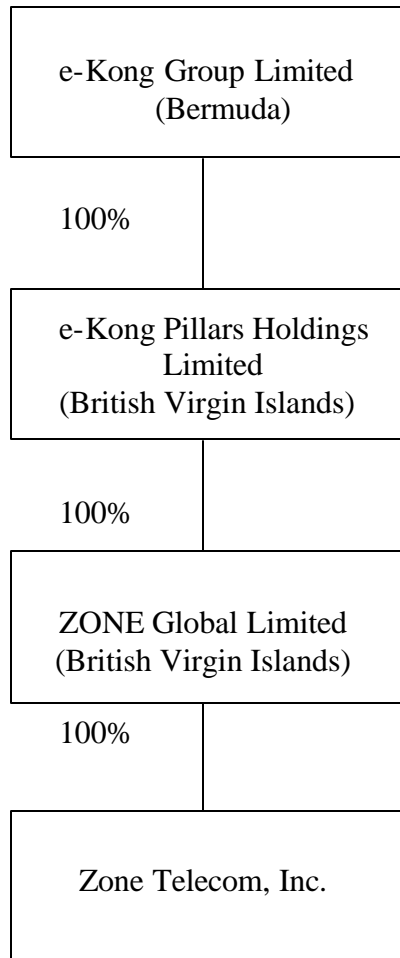 e-Kong Group Limited
(Bermuda)
100%
e-Kong Pillars Holdings
Limited
(British Virgin Islands)
100%
ZONE Global Limited
(British Virgin Islands)
100%
Zone Telecom, Inc.